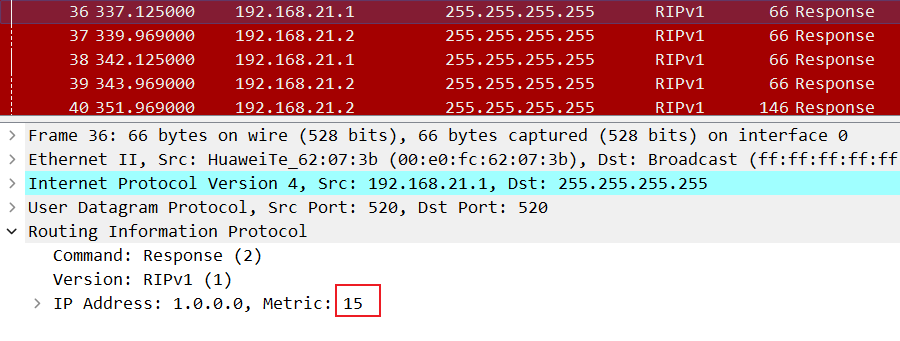 36 337.125000 192.168.21.1 255.255.255.255 RIPv1 66 Response
37 339.969000 192.168.21.2 255.255.255.255 RIPv1 66 Response
38 342.125000 192.168.21.1 255.255.255.255 RIPv1 66 Response
39 343.969000 192.168.21.2 255.255.255.255 RIPv1 66 Response
40 351.969000 192.168.21.2 255.255.255.255 RIPv1 146 Response
Frame 36: 66 bytes on wire (528 bits), 66 bytes captured (528 bits) on interface 0
Ethernet II, Src: HuaweiTe_62:07:3b (00:e0:fc:62:07:3b), Dst: Broadcast (ff:ff:ff:ff:ff
Internet Protocol Version 4, Src: 192.168.21.1, Dst: 255.255.255.255
User Datagram Protocol, Src Port: 520, Dst Port: 520
Routing Information Protocol
Command: Response (2)
Version: RIPv1 (1)
IP Address: 1.0.0.0, Metric: 15